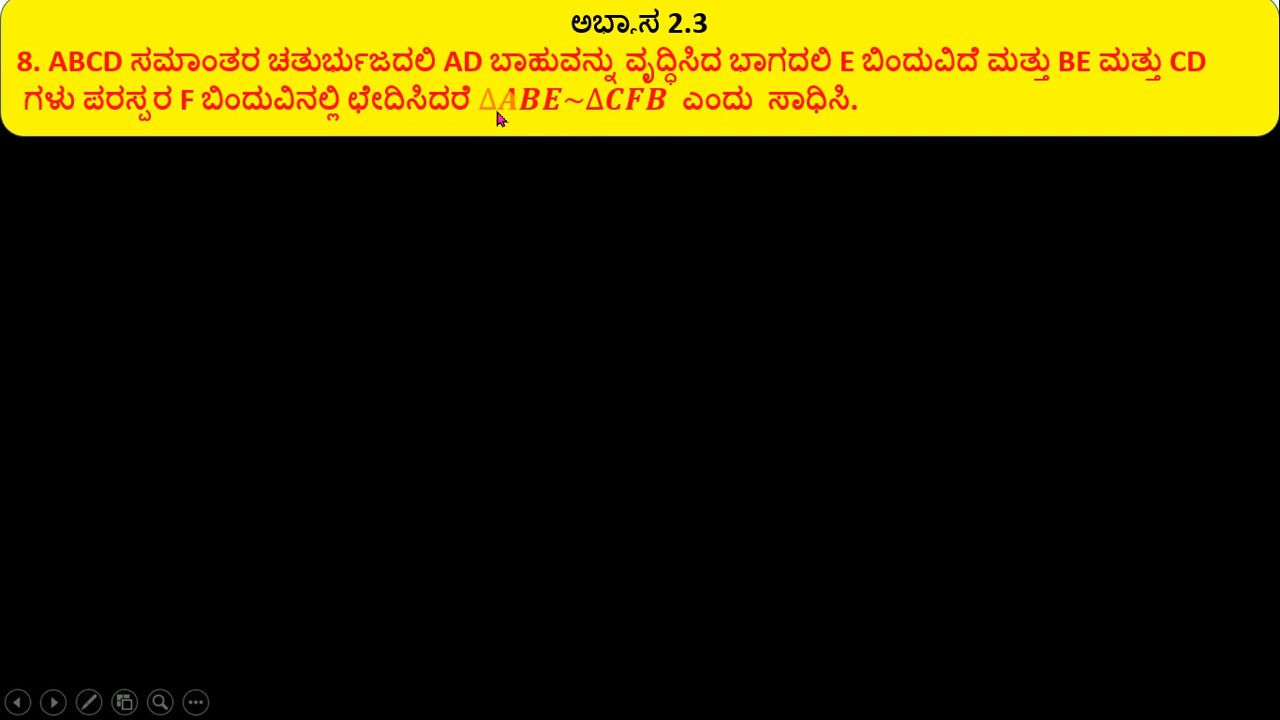 ಅಭ್ಯಾಸ 2.3
8. ABCD ಸಮಾಂತರ ಚತುರ್ಭುಜದಲಿ AD ಬಾಹುವನ್ನು ವೃದ್ಧಿಸಿದ ಭಾಗದಲಿ E ಬಿಂದುವಿದೆ ಮತ್ತು BE ಮತ್ತು CD
ಗಳು ಪರಸ್ಪರ F ಬಿಂದುವಿನಲ್ಲಿ ಛೇದಿಸಿದರೆ ΔABE~ΔCFB ಎಂದು ಸಾಧಿಸಿ.